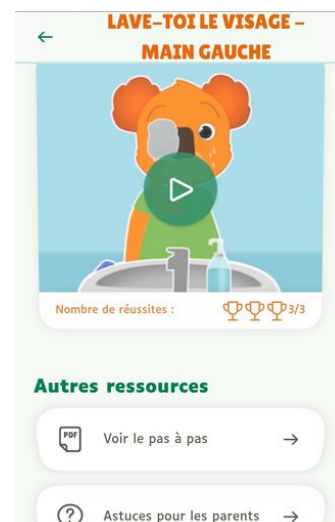 LAVE-TOI LE VISAGE –
MAIN GAUCHE
Nombre de réussites :
3/3
Autres ressources
PDF
Voir le pas à pas
?
Astuces pour les parents